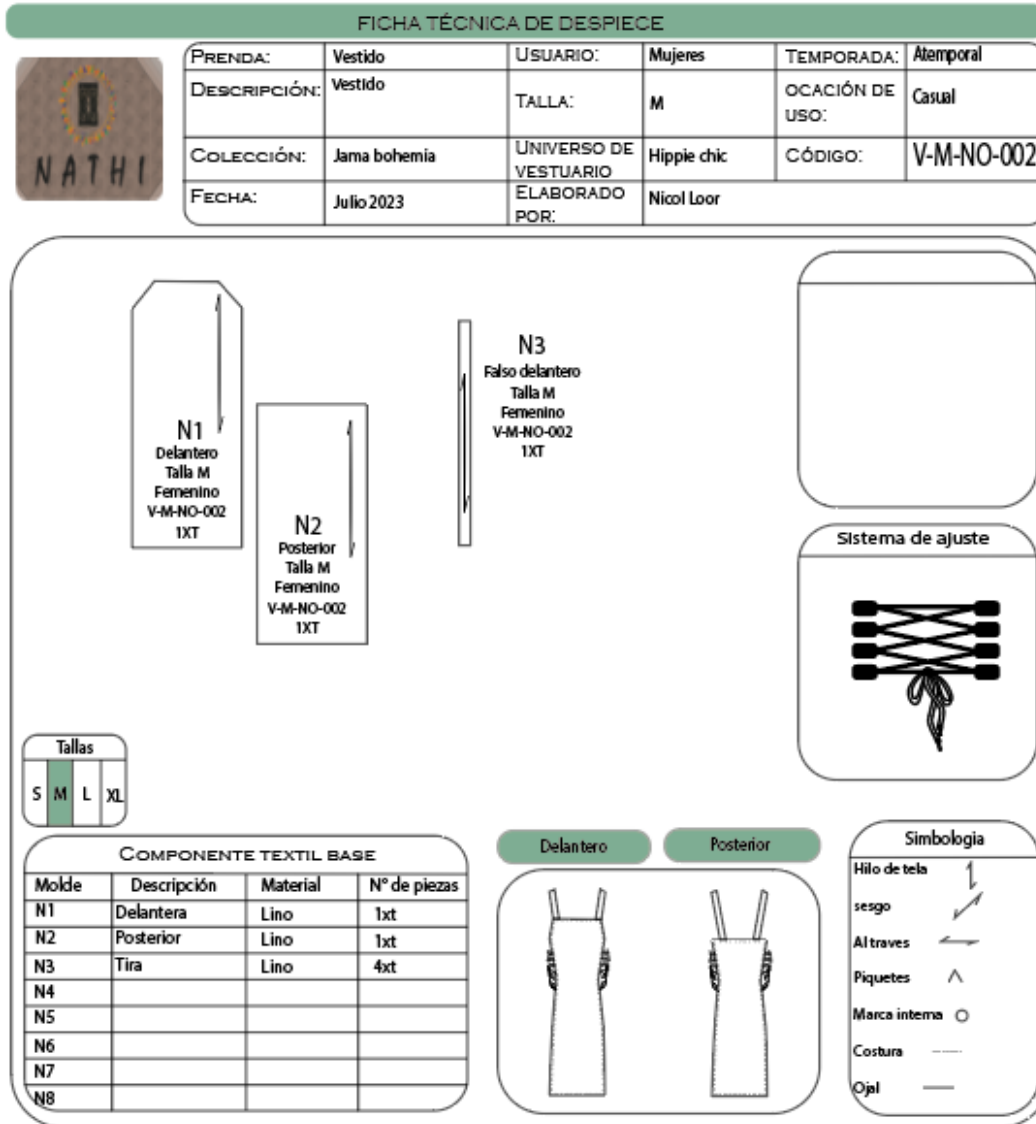 FICHA TÉCNICA DE DESPIECE
NATHI
PRENDA: Vestido USUARIO: Mujeres TEMPORADA: Atemporal
DESCRIPCIÓN: Vestido TALLA: M OCACIÓN DE USO: Casual
COLECCIÓN: Jama bohemia UNIVERSO DE VESTUARIO Hippie chic CÓDIGO: V-M-NO-002
FECHA: Julio 2023 ELABORADO POR: Nicol Loor
N1
Delantero
Talla M
Femenino
V-M-NO-002
1XT
N2
Posterior
Talla M
Femenino
V-M-NO-002
1XT
N3
Falso delantero
Talla M
Femenino
V-M-NO-002
1XT
Sistema de ajuste
Tallas
S M L XL
COMPONENTE TEXTIL BASE
Molde Descripción Material N° de piezas
N1 Delantera Lino 1xt
N2 Posterior Lino 1xt
N3 Tira Lino 4xt
N4
N5
N6
N7
N8
Delantero
Posterior
Simbologia
Hilo de tela
sesgo
Al traves
Piquetes
Marca interna
Costura
Ojal